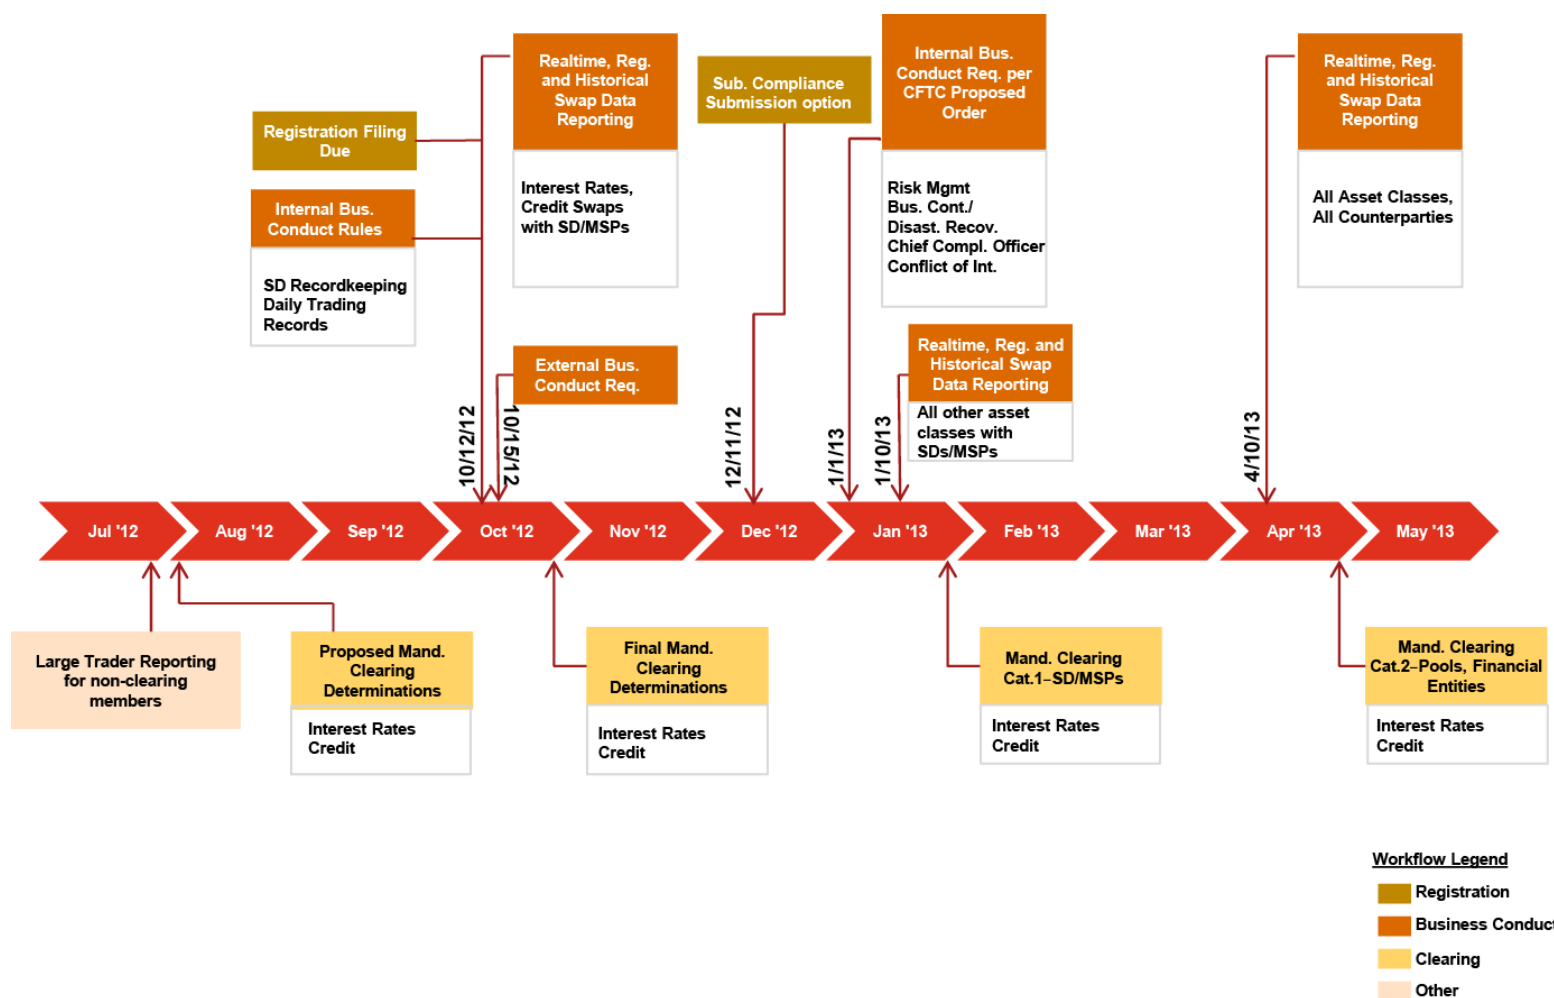 Realtime, Reg.
and Historical
Swap Data
Reporting
Interest Rates,
Credit Swaps
with SD/MSPs
Registration Filing
Due
Internal Bus.
Conduct Rules
SD Recordkeeping
Daily Trading
Records
External Bus.
Conduct Req.
Sub. Compliance
Submission option
Internal Bus.
Conduct Req. per
CFTC Proposed
Order
Risk Mgmt
Bus. Cont./
Disast. Recov.
Chief Compl. Officer
Conflict of Int.
Realtime, Reg. and
Historical Swap
Data Reporting
All other asset
classes with
SDs/MSPs
Realtime, Reg.
and Historical
Swap Data
Reporting
All Asset Classes,
All Counterparties
10/12/12
10/15/12
12/11/12
1/1/13
1/10/13
4/10/13
Jul '12
Aug '12
Sep '12
Oct '12
Nov '12
Dec '12
Jan '13
Feb '13
Mar '13
Apr '13
May '13
Large Trader Reporting
for non-clearing
members
Proposed Mand.
Clearing
Determinations
Interest Rates
Credit
Final Mand.
Clearing
Determinations
Interest Rates
Credit
Mand. Clearing
Cat.1–SD/MSPs
Interest Rates
Credit
Mand. Clearing
Cat.2–Pools, Financial
Entities
Interest Rates
Credit
Workflow Legend
Registration
Business Conduct
Clearing
Other